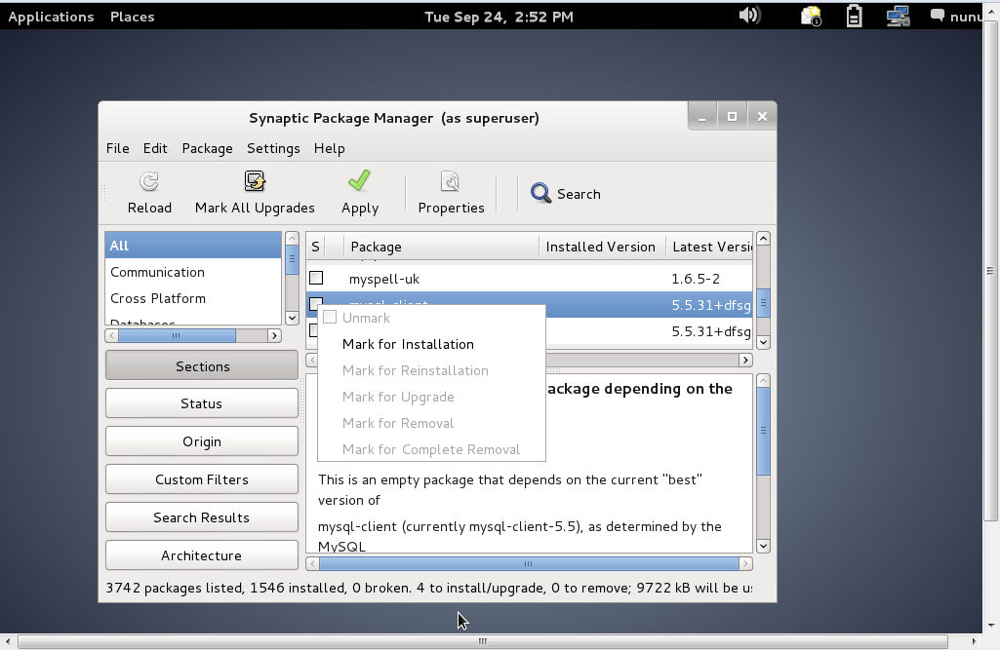 Applications Places Tue Sep 24, 2:52 PM nunu
Synaptic Package Manager (as superuser)
File Edit Package Settings Help
Reload Mark All Upgrades Apply Properties Search
All
Communication
Cross Platform
Databases
S Package Installed Version Latest Versi
myspell-uk 1.6.5-2
mysql-client 5.5.31+dfsg
5.5.31+dfsg
Unmark
Mark for Installation
Mark for Reinstallation
Mark for Upgrade
Mark for Removal
Mark for Complete Removal
Sections
Status
Origin
Custom Filters
Search Results
Architecture
ackage depending on the
This is an empty package that depends on the current "best"
version of
mysql-client (currently mysql-client-5.5), as determined by the
MySQL
3742 packages listed, 1546 installed, 0 broken. 4 to install/upgrade, 0 to remove; 9722 kB will be u